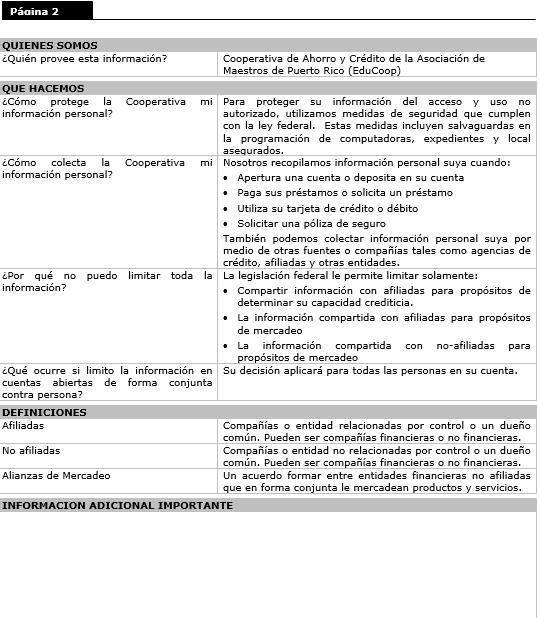 Página 2
QUIENES SOMOS
¿Quién provee esta información?
Cooperativa de Ahorro y Crédito de la Asociación de
Maestros de Puerto Rico (EduCoop)
QUE HACEMOS
¿Cómo protege la Cooperativa mi
información personal?
Para proteger su información del acceso y uso no
autorizado, utilizamos medidas de seguridad que cumplen
con la ley federal. Estas medidas incluyen salvaguardas en
la programación de computadoras, expedientes y local
asegurados.
¿Cómo colecta la Cooperativa mi
información personal?
Nosotros recopilamos información personal suya cuando:
• Apertura una cuenta o deposita en su cuenta
• Paga sus préstamos o solicita un préstamo
• Utiliza su tarjeta de crédito o débito
• Solicitar una póliza de seguro
También podemos colectar información personal suya por
medio de otras fuentes o compañías tales como agencias de
crédito, afiliadas y otras entidades.
¿Por qué no puedo limitar toda la
información?
La legislación federal le permite limitar solamente:
• Compartir información con afiliadas para propósitos de
determinar su capacidad crediticia.
• La información compartida con afiliadas para propósitos
de mercadeo
• La información compartida con no-afiliadas para
propósitos de mercadeo
¿Qué ocurre si limito la información en
cuentas abiertas de forma conjunta
contra persona?
Su decisión aplicará para todas las personas en su cuenta.
DEFINICIONES
Afiliadas
Compañías o entidad relacionadas por control o un dueño
común. Pueden ser compañías financieras o no financieras.
No afiliadas
Compañías o entidad no relacionadas por control o un dueño
común. Pueden ser compañías financieras o no financieras.
Alianzas de Mercadeo
Un acuerdo formar entre entidades financieras no afiliadas
que en forma conjunta le mercadean productos y servicios.
INFORMACION ADICIONAL IMPORTANTE